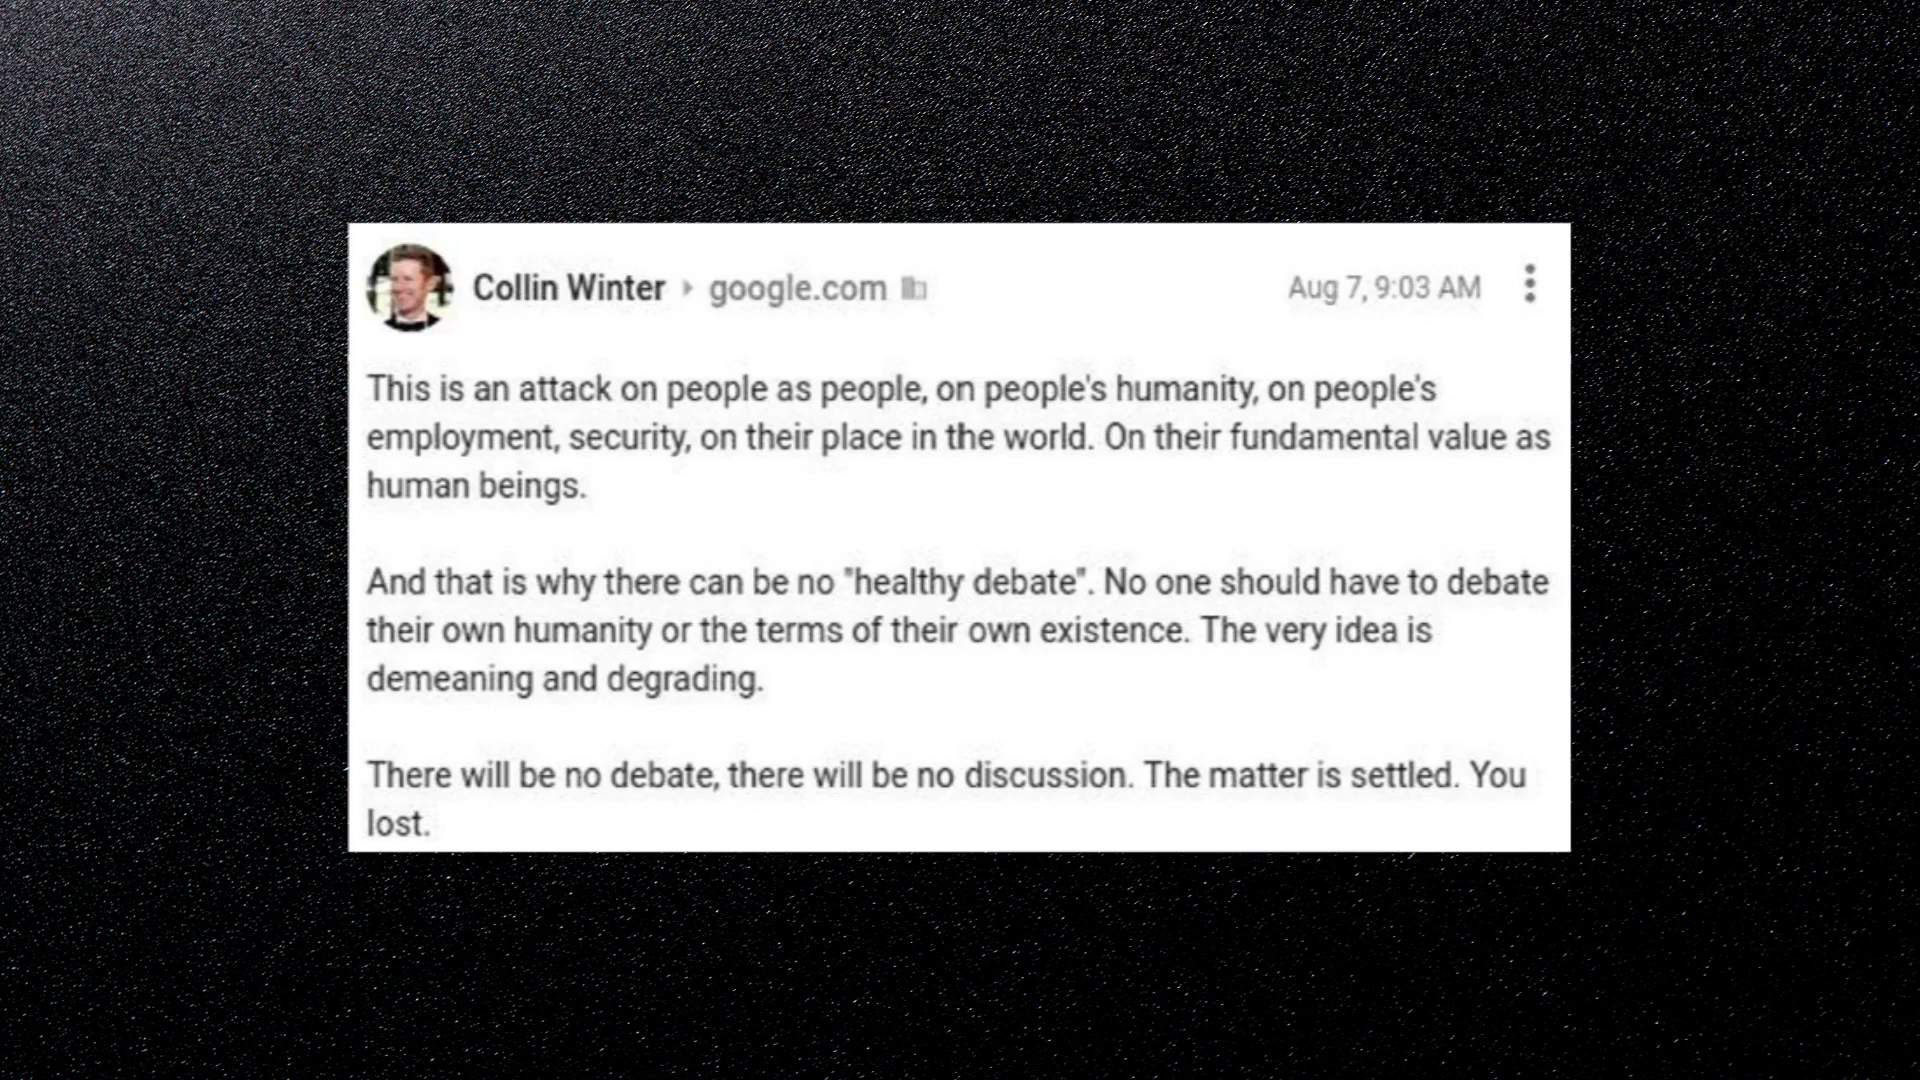 Collin Winter ▸ google.com Aug 7, 9:03 AM
This is an attack on people as people, on people's humanity, on people's
employment, security, on their place in the world. On their fundamental value as
human beings.
And that is why there can be no "healthy debate". No one should have to debate
their own humanity or the terms of their own existence. The very idea is
demeaning and degrading.
There will be no debate, there will be no discussion. The matter is settled. You
lost.